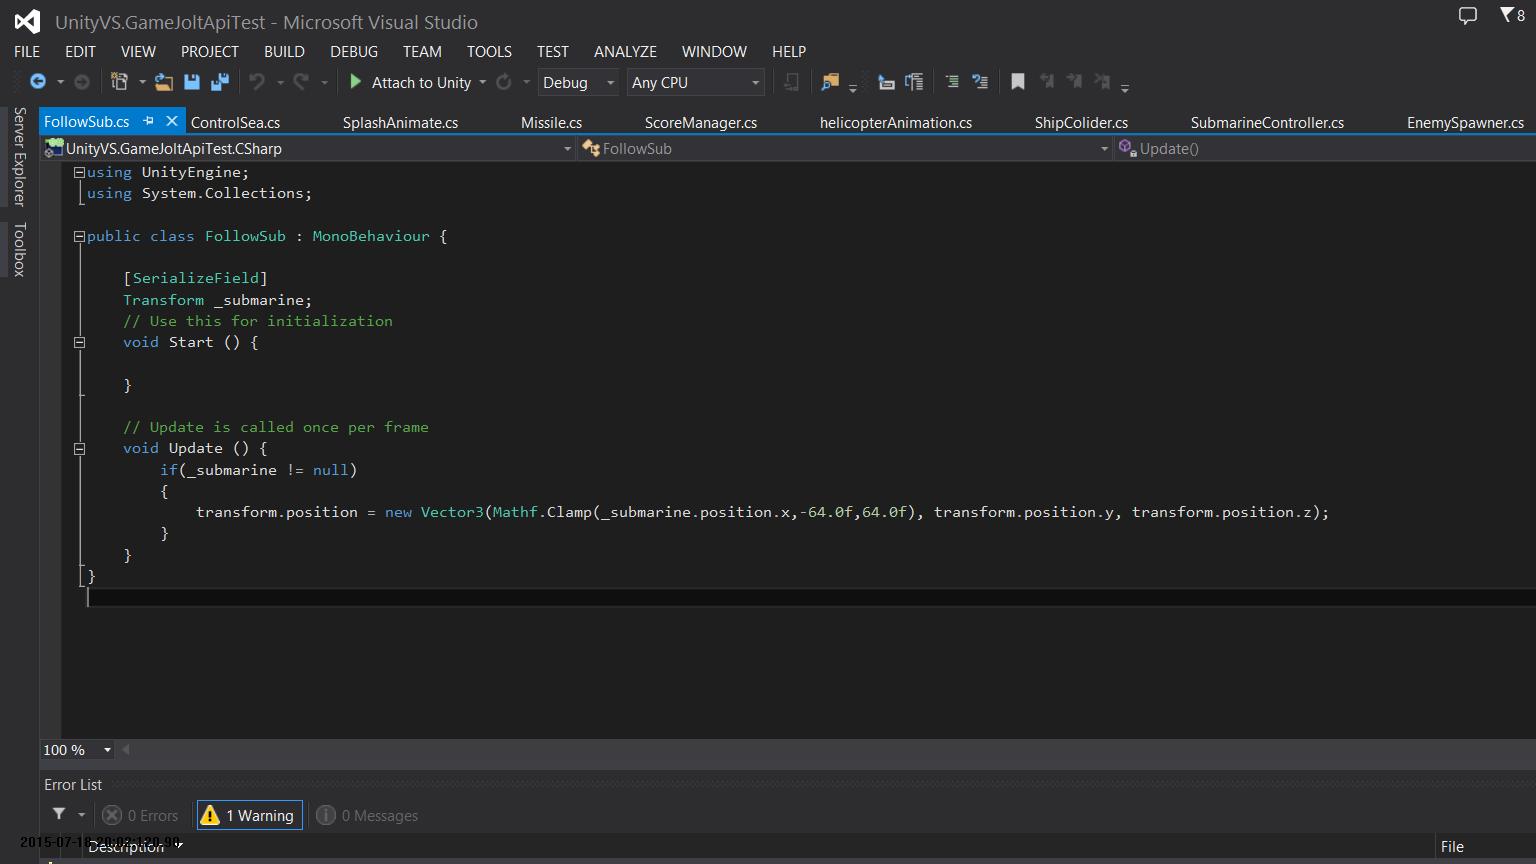 UnityVS.GameJoltApiTest - Microsoft Visual Studio
8
FILE EDIT VIEW PROJECT BUILD DEBUG TEAM TOOLS TEST ANALYZE WINDOW HELP
Attach to Unity Debug Any CPU
Server Explorer
Toolbox
FollowSub.cs ControlSea.cs SplashAnimate.cs Missile.cs ScoreManager.cs helicopterAnimation.cs ShipColider.cs SubmarineController.cs EnemySpawner.cs
UnityVS.GameJoltApiTest.CSharp FollowSub Update()
using UnityEngine;
using System.Collections;
public class FollowSub : MonoBehaviour {
[SerializeField]
Transform _submarine;
// Use this for initialization
void Start () {
}
// Update is called once per frame
void Update () {
if(_submarine != null)
{
transform.position = new Vector3(Mathf.Clamp(_submarine.position.x,-64.0f,64.0f), transform.position.y, transform.position.z);
}
}
}
100 %
Error List
0 Errors 1 Warning 0 Messages
Description File